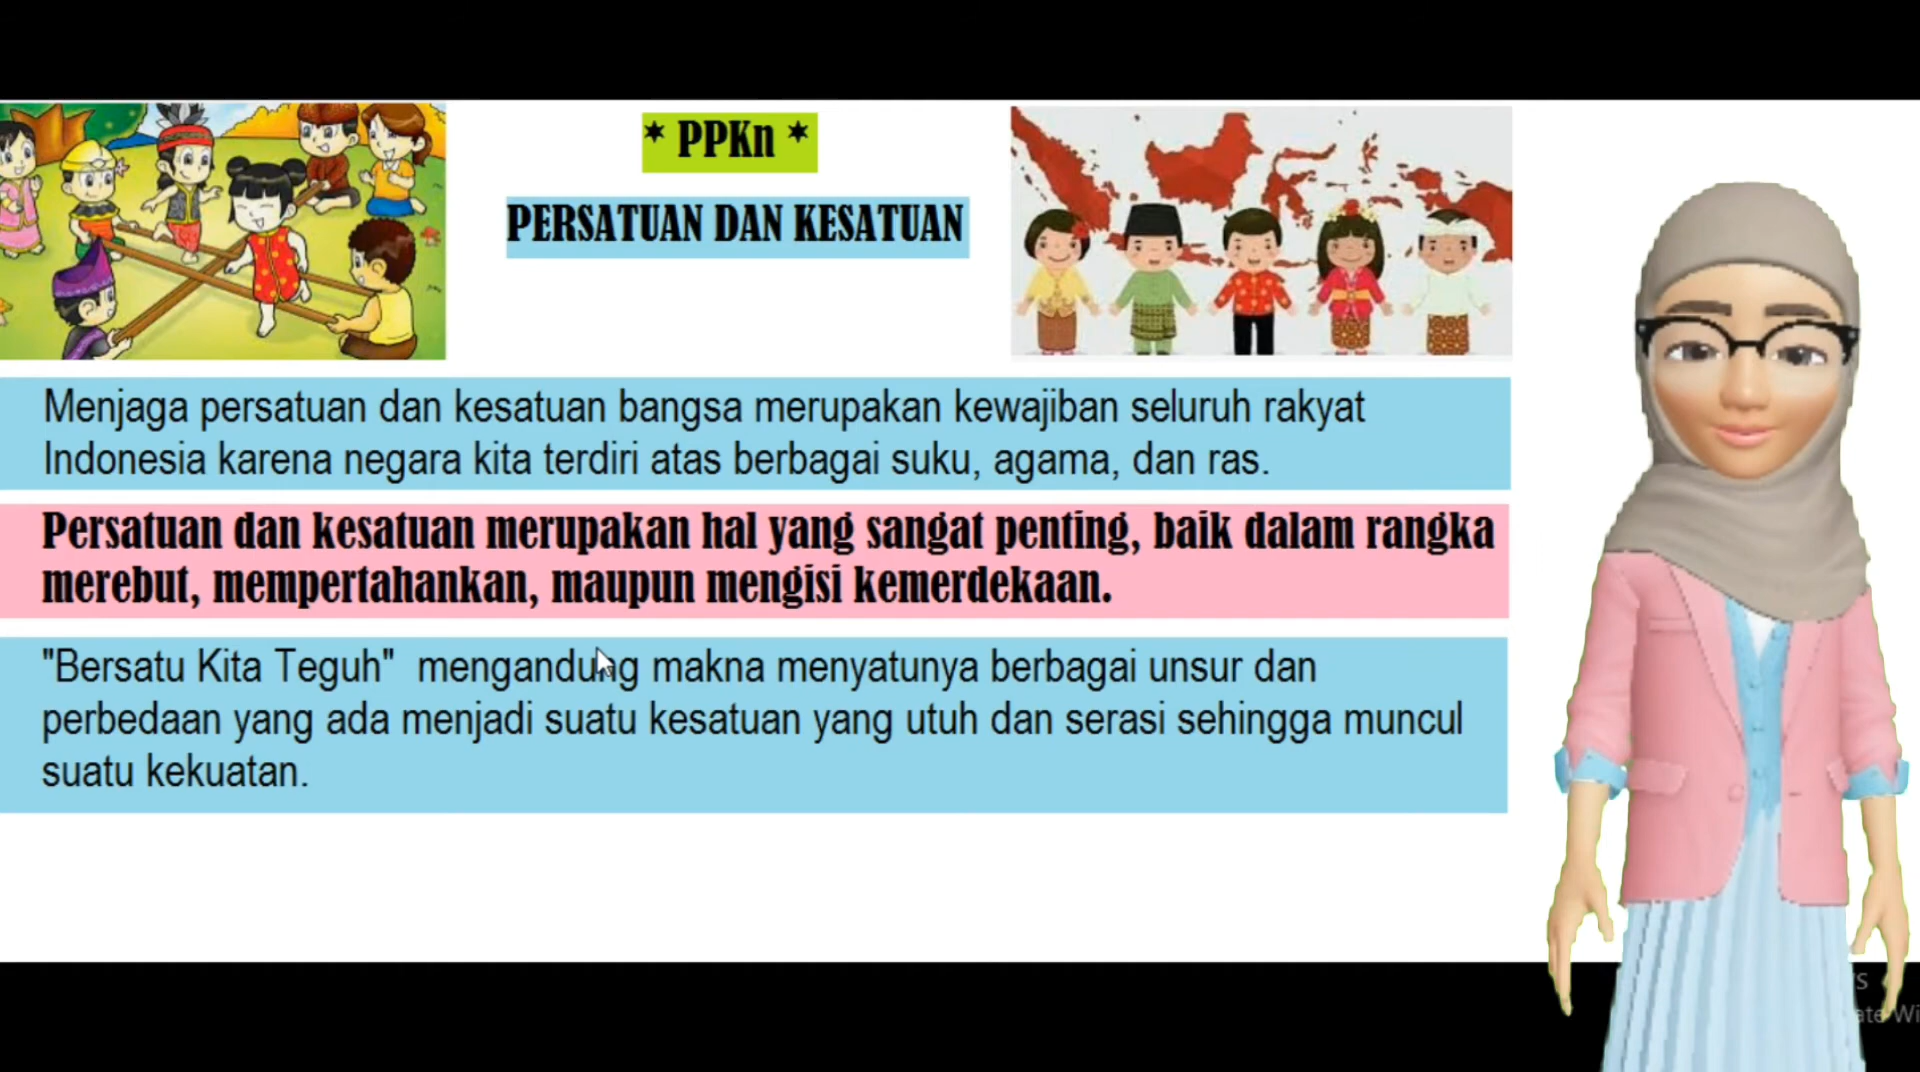 * PPKn *
PERSATUAN DAN KESATUAN
Menjaga persatuan dan kesatuan bangsa merupakan kewajiban seluruh rakyat
Indonesia karena negara kita terdiri atas berbagai suku, agama, dan ras.
Persatuan dan kesatuan merupakan hal yang sangat penting, baik dalam rangka
merebut, mempertahankan, maupun mengisi kemerdekaan.
"Bersatu Kita Teguh" mengandung makna menyatunya berbagai unsur dan
perbedaan yang ada menjadi suatu kesatuan yang utuh dan serasi sehingga muncul
suatu kekuatan.